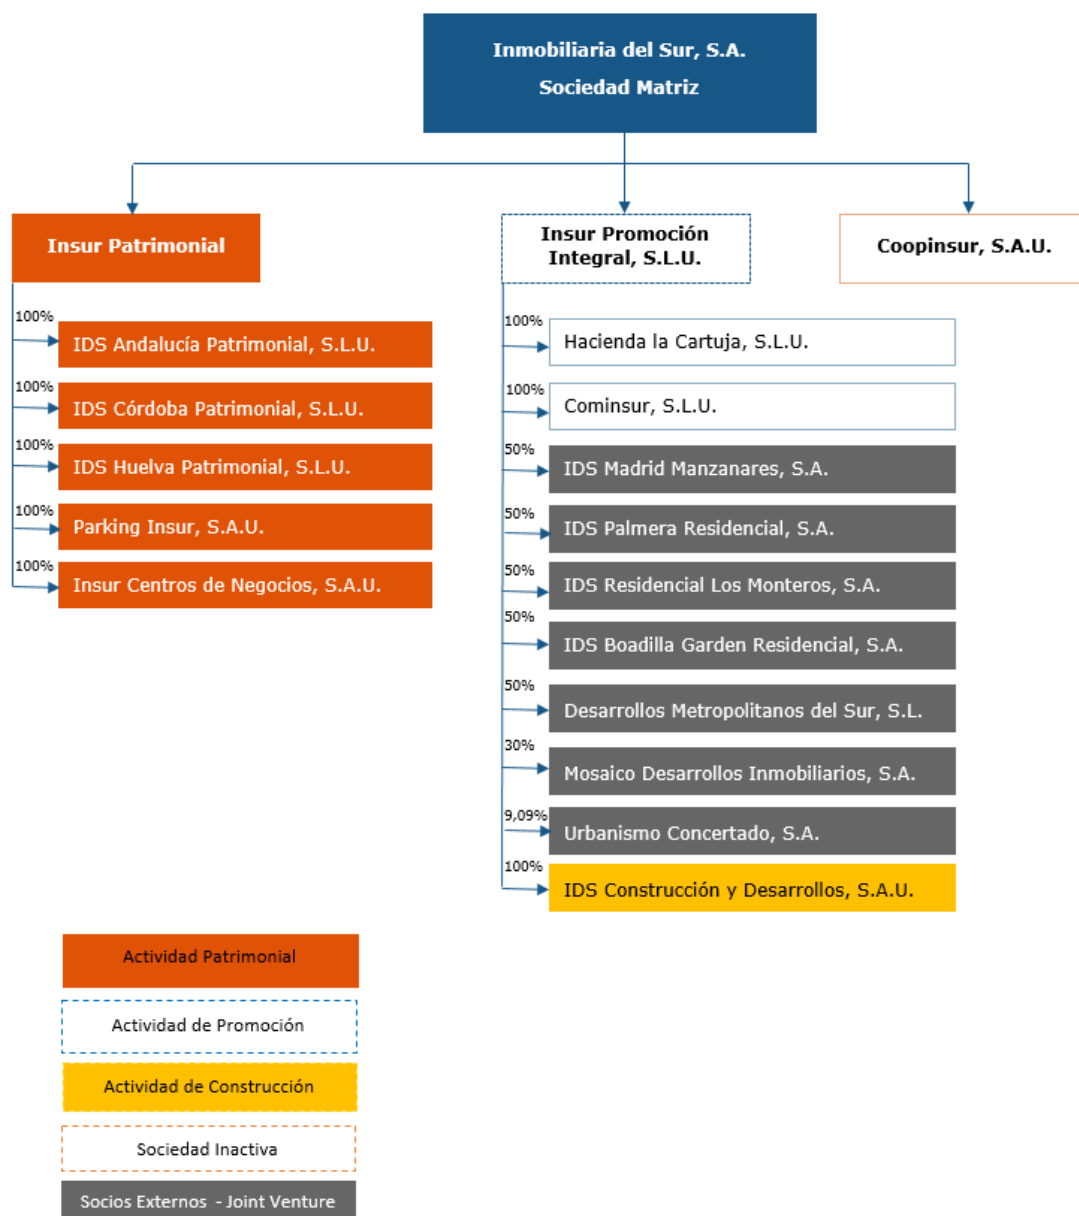 Inmobiliaria del Sur, S.A.
Sociedad Matriz
Insur Patrimonial
100%
IDS Andalucía Patrimonial, S.L.U.
100%
IDS Córdoba Patrimonial, S.L.U.
100%
IDS Huelva Patrimonial, S.L.U.
100%
Parking Insur, S.A.U.
100%
Insur Centros de Negocios, S.A.U.
Insur Promoción
Integral, S.L.U.
100%
Hacienda la Cartuja, S.L.U.
100%
Cominsur, S.L.U.
50%
IDS Madrid Manzanares, S.A.
50%
IDS Palmera Residencial, S.A.
50%
IDS Residencial Los Monteros, S.A.
50%
IDS Boadilla Garden Residencial, S.A.
50%
Desarrollos Metropolitanos del Sur, S.L.
30%
Mosaico Desarrollos Inmobiliarios, S.A.
9,09%
Urbanismo Concertado, S.A.
100%
IDS Construcción y Desarrollos, S.A.U.
Coopinsur, S.A.U.
Actividad Patrimonial
Actividad de Promoción
Actividad de Construcción
Sociedad Inactiva
Socios Externos - Joint Venture